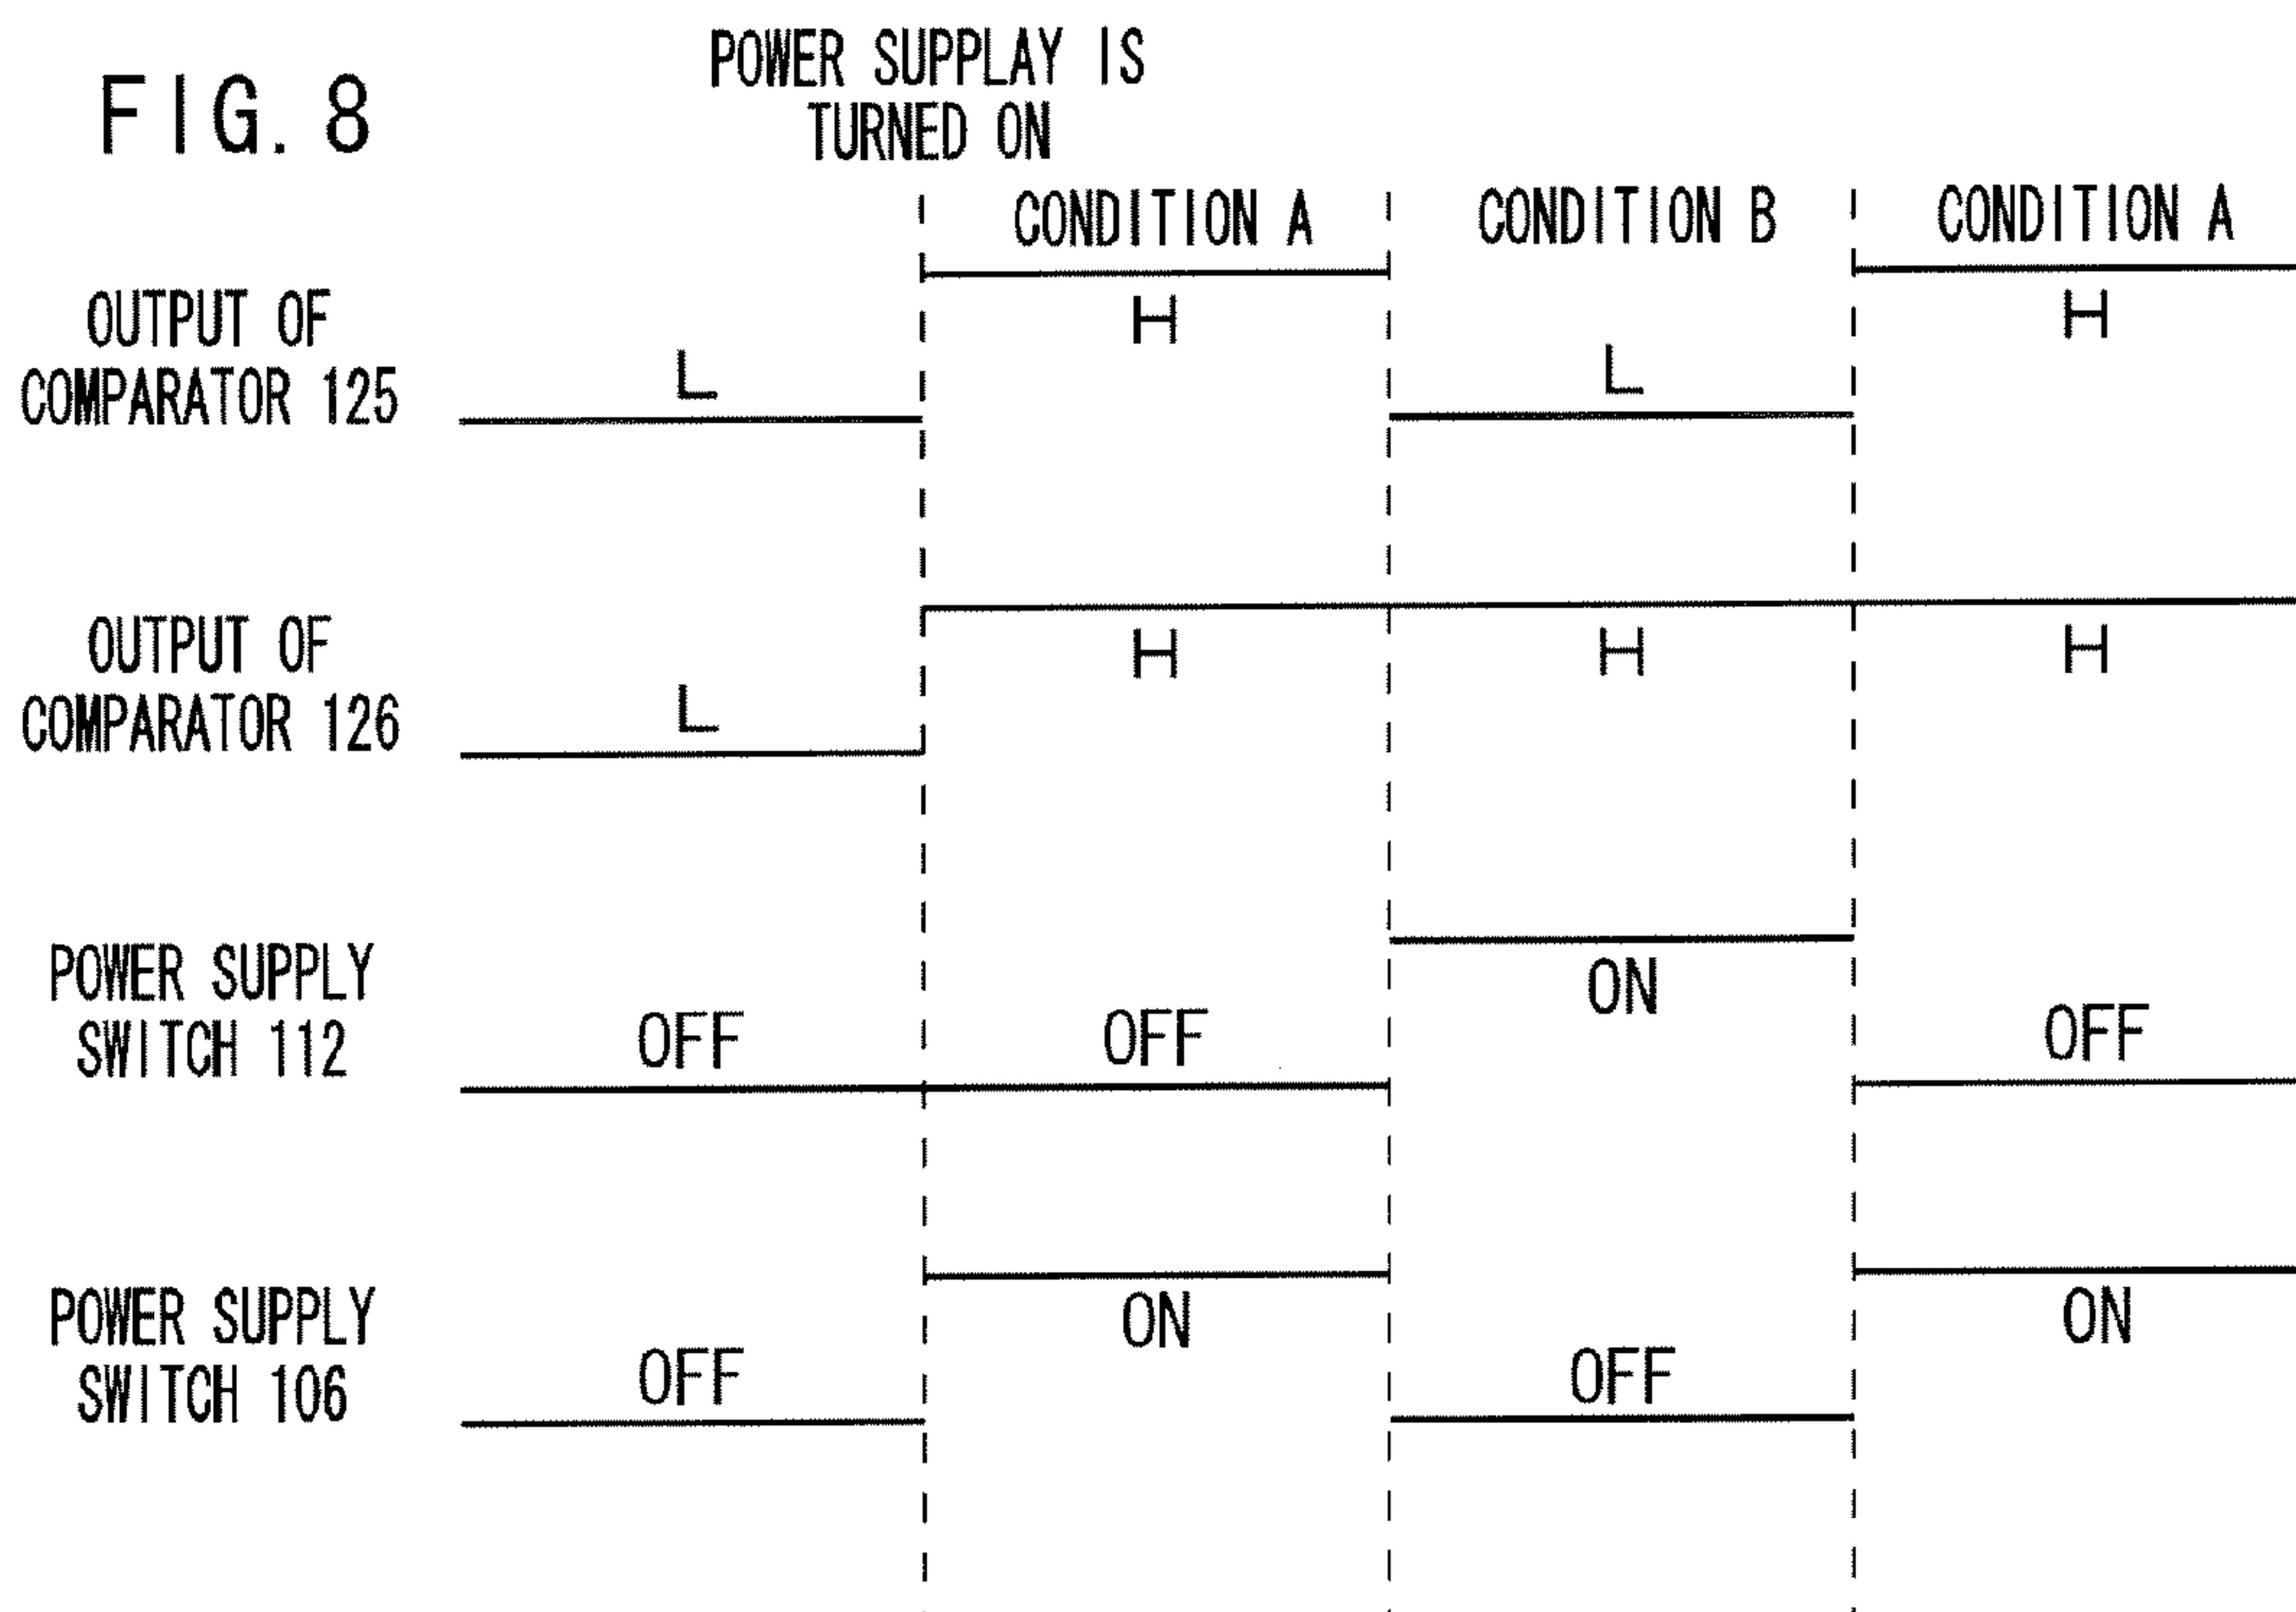 FIG. 8
POWER SUPPLAY IS
TURNED ON
CONDITION A
CONDITION B
CONDITION A
OUTPUT OF
COMPARATOR 125
L
H
L
H
OUTPUT OF
COMPARATOR 126
L
H
H
H
POWER SUPPLY
SWITCH 112
OFF
OFF
ON
OFF
POWER SUPPLY
SWITCH 106
OFF
ON
OFF
ON